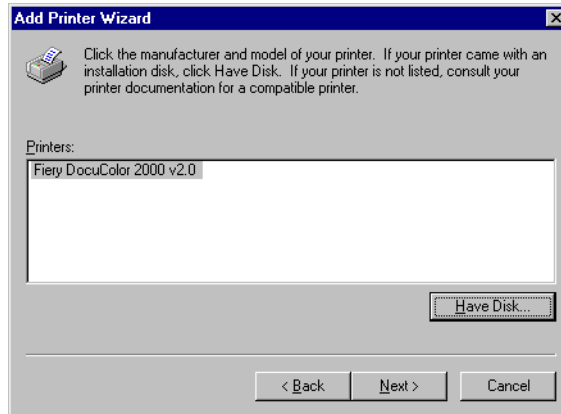 Add Printer Wizard
Click the manufacturer and model of your printer. If your printer came with an
installation disk, click Have Disk. If your printer is not listed, consult your
printer documentation for a compatible printer.
Printers:
Fiery DocuColor 2000 v2.0
Have Disk...
< Back
Next >
Cancel